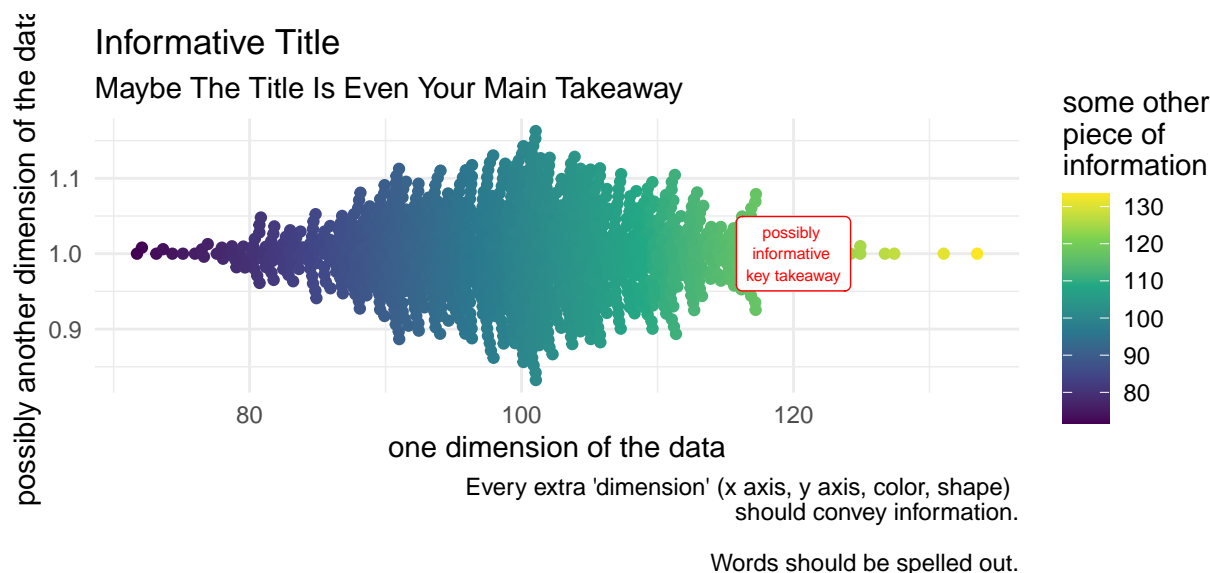 Informative Title
Maybe The Title Is Even Your Main Takeaway
possibly another dimension of the data
1.1
1.0
0.9
80
100
120
one dimension of the data
possibly
informative
key takeaway
some other
piece of
information
130
120
110
100
90
80
Every extra 'dimension' (x axis, y axis, color, shape)
should convey information.
Words should be spelled out.